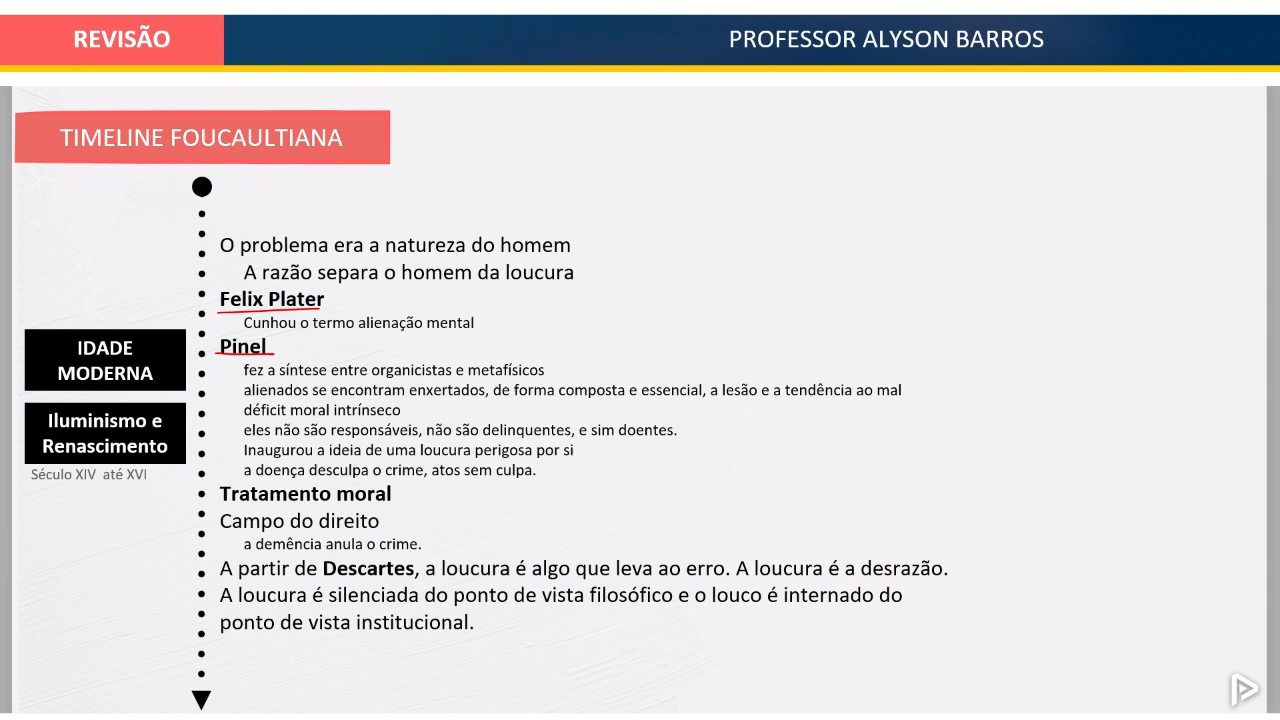 REVISÃO
PROFESSOR ALYSON BARROS
TIMELINE FOUCAULTIANA
O problema era a natureza do homem
A razão separa o homem da loucura
Felix Plater
Cunhou o termo alienação mental
IDADE
MODERNA
Pinel
fez a síntese entre organicistas e metafísicos
alienados se encontram enxertados, de forma composta e essencial, a lesão e a tendência ao mal
déficit moral intrínseco
Iluminismo e
Renascimento
Século XIV até XVI
eles não são responsáveis, não são delinquentes, e sim doentes.
Inaugurou a ideia de uma loucura perigosa por si
a doença desculpa o crime, atos sem culpa.
Tratamento moral
Campo do direito
a demência anula o crime.
A partir de Descartes, a loucura é algo que leva ao erro. A loucura é a desrazão.
A loucura é silenciada do ponto de vista filosófico e o louco é internado do
ponto de vista institucional.